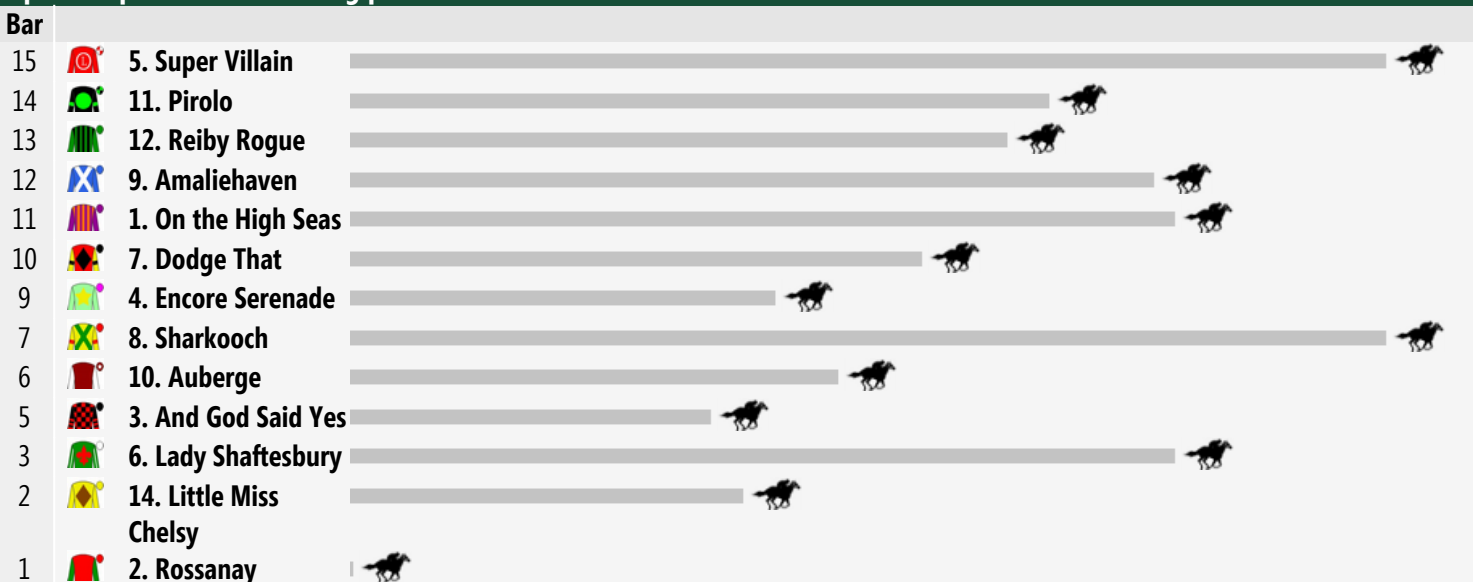 Bar
15 5. Super Villain
14 11. Pirolo
13 12. Reiby Rogue
12 9. Amaliehaven
11 1. On the High Seas
10 7. Dodge That
9 4. Encore Serenade
7 8. Sharkooch
6 10. Auberge
5 3. And God Said Yes
3 6. Lady Shaftesbury
2 14. Little Miss
Chelsy
1 2. Rossanay